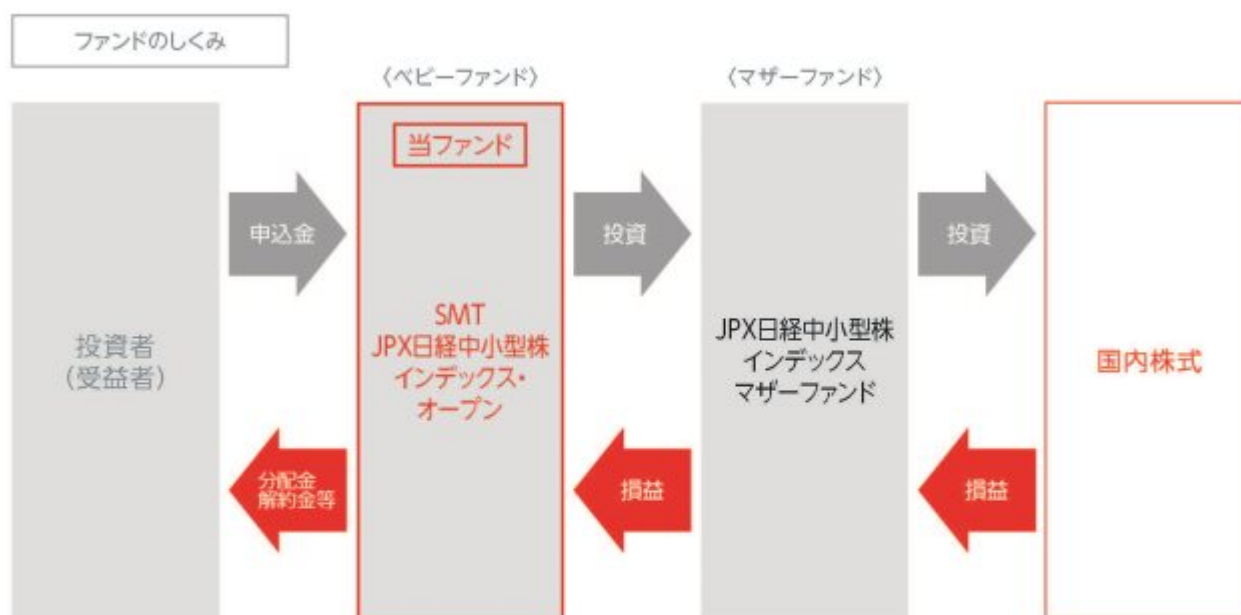 ファンドのしくみ
〈ベビーファンド〉
〈マザーファンド〉
当ファンド
申込金
投資
投資
投資者
(受益者)
SMT
JPX日経中小型株
インデックス・
オープン
JPX日経中小型株
インデックス
マザーファンド
国内株式
分配金
解約金等
損益
損益